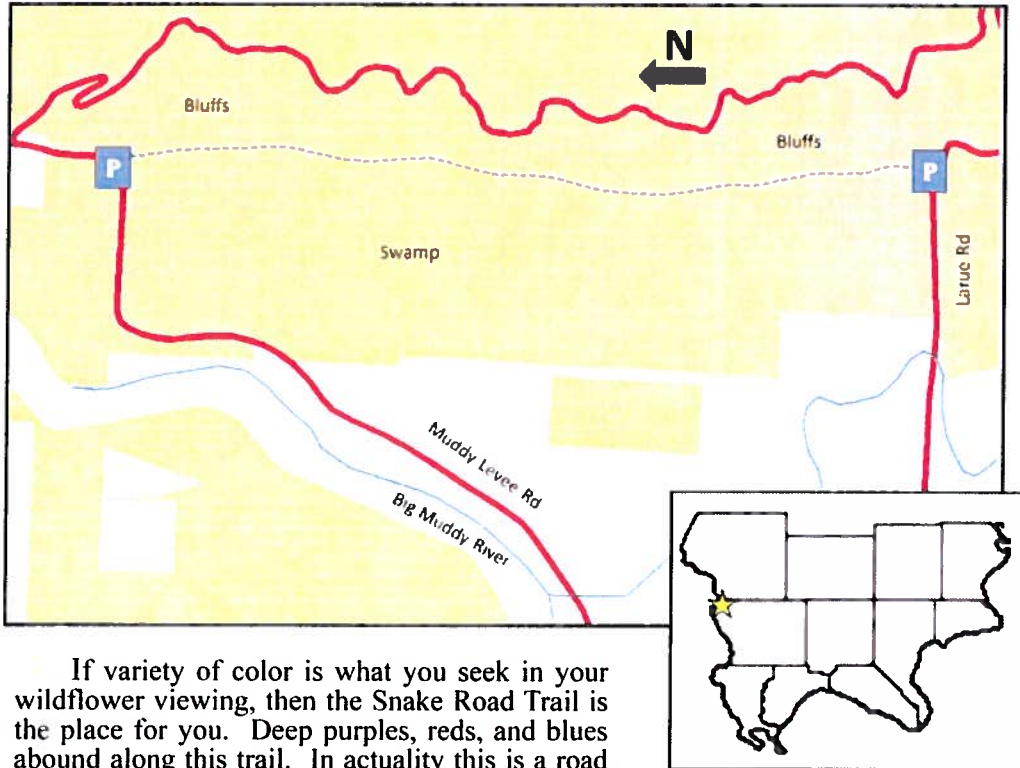 N
Bluffs
Bluffs
P
P
Swamp
Larue Rd
Muddy Levee Rd
Big Muddy River
If variety of color is what you seek in your
wildflower viewing, then the Snake Road Trail is
the place for you. Deep purples, reds, and blues
abound along this trail. In actuality this is a road